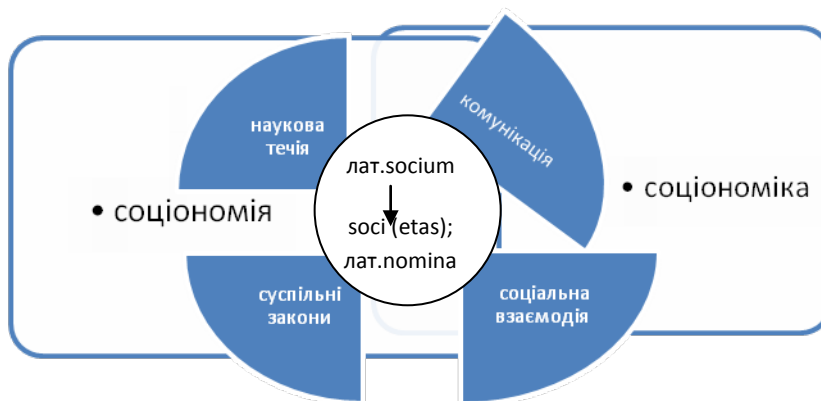 наукова
течія
комунікація
лат.socium
soci (etas);
лат.nomina
• соціономія
• соціономіка
суспільні
закони
соціальна
взаємодія